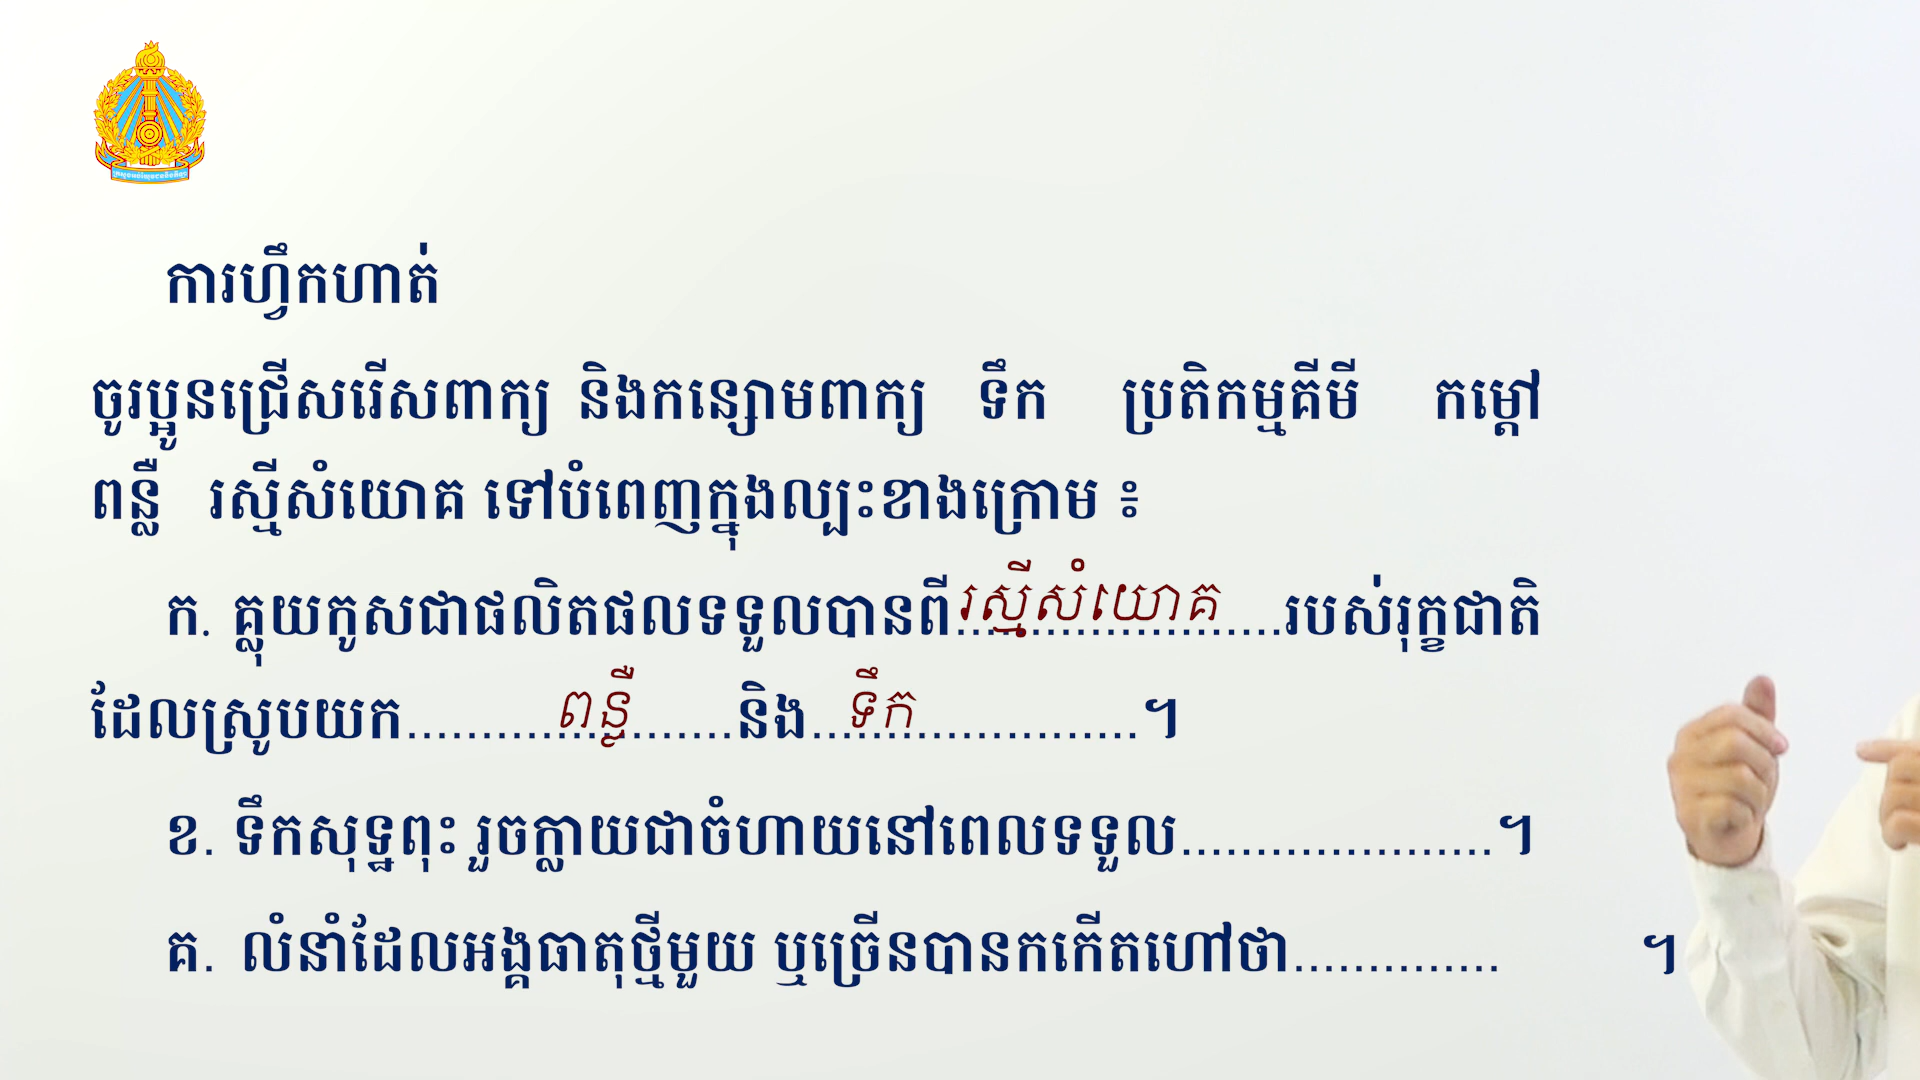 ការហ្វឹកហាត់
ចូរប្អូនជ្រើសរើសពាក្យ និងកន្សោមពាក្យ ទឹក ប្រតិកម្មគីមី កម្ដៅ
ពន្លឺ រស្មីសំយោគ ទៅបំពេញក្នុងល្បះខាងក្រោម ៖
ក. គ្លុយកូសជាផលិតផលទទួលបានពី រស្មីសំយោគ......................របស់រុក្ខជាតិ
ដែលស្រូបយក...........ពន្លឺ...........និង...ទឹក...................។
ខ. ទឹកសុទ្ឋពុះ រួចក្លាយជាចំហាយនៅពេលទទួល.....................។
គ. លំនាំដែលអង្គធាតុថ្មីមួយ ឬច្រើនបានកកើតហៅថា.............. ។